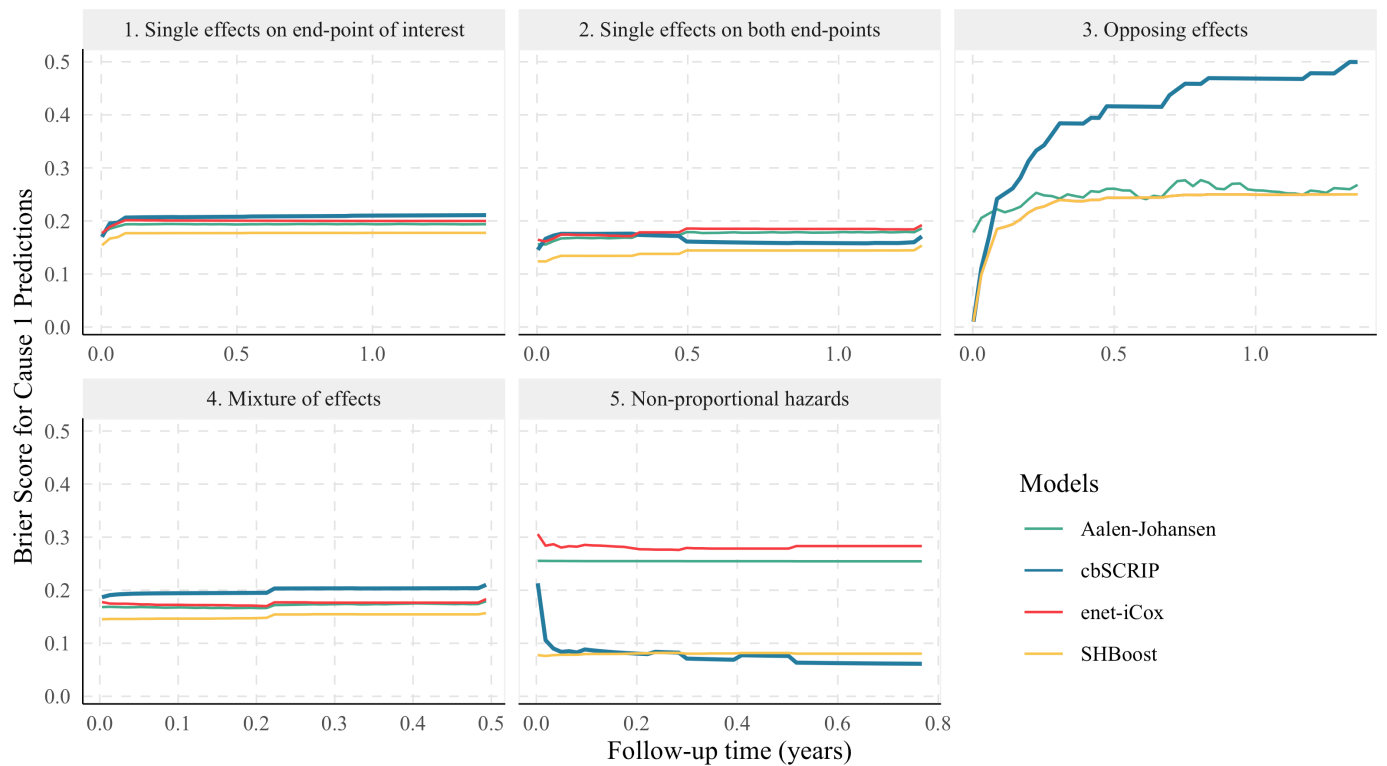 1. Single effects on end-point of interest
2. Single effects on both end-points
3. Opposing effects
0.5
0.4
0.3
0.2
0.1
0.0
0.0 0.5 1.0
0.0 0.5 1.0
0.0 0.5 1.0
Brier Score for Cause 1 Predictions
4. Mixture of effects
5. Non-proportional hazards
0.5
0.4
0.3
0.2
0.1
0.0
0.0 0.1 0.2 0.3 0.4 0.5
0.0 0.2 0.4 0.6 0.8
Follow-up time (years)
Models
Aalen-Johansen
cbSCRIP
enet-iCox
SHBoost